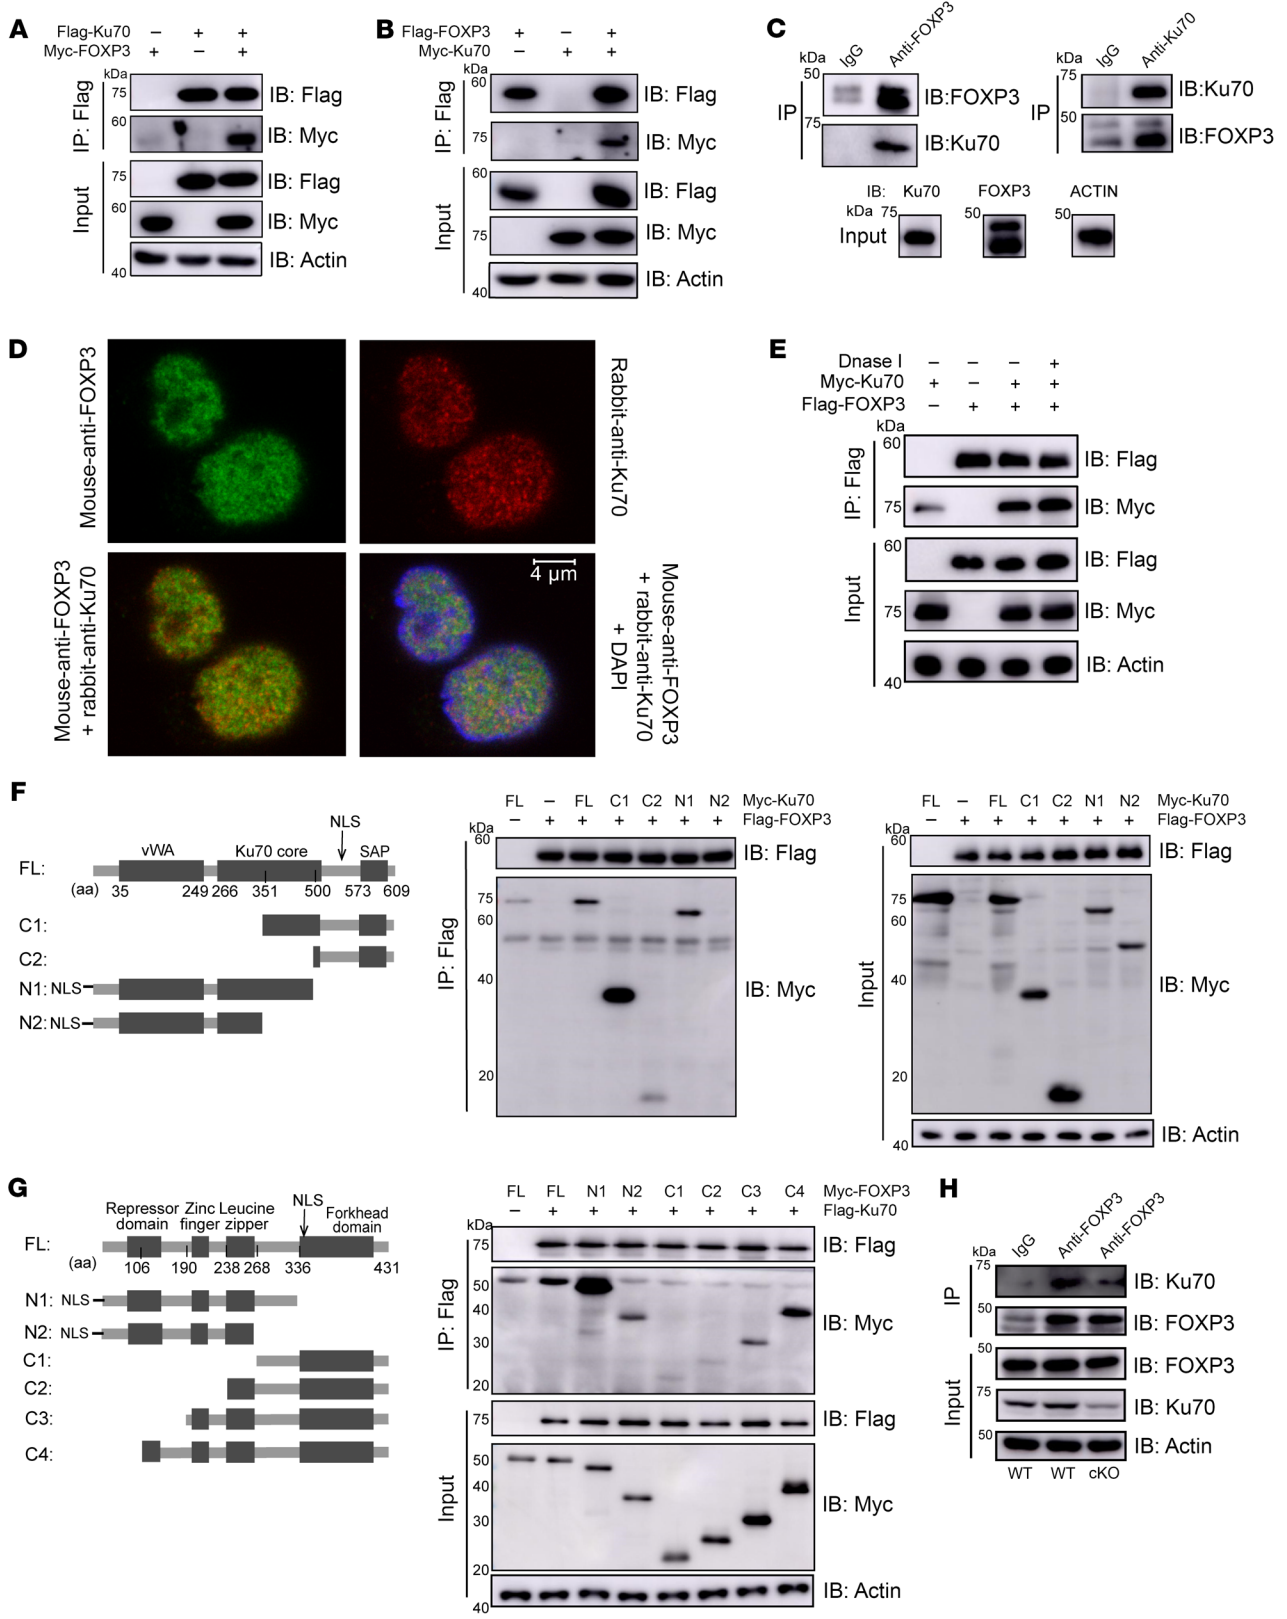 A
Flag-Ku70 – + +
Myc-FOXP3 + – +
kDa
IP: Flag
75 IB: Flag
60 IB: Myc
Input
75 IB: Flag
60 IB: Myc
IB: Actin
40
B
Flag-FOXP3 + – +
Myc-Ku70 – + +
kDa
IP: Flag
60 IB: Flag
75 IB: Myc
Input
60 IB: Flag
75 IB: Myc
IB: Actin
40
C
IgG Anti-FOXP3
kDa
IP
50 IB:FOXP3
75 IB:Ku70
IgG Anti-Ku70
kDa
IP
75 IB:Ku70
50 IB:FOXP3
IB: Ku70 FOXP3 ACTIN
kDa 75 50 50
Input
D
Mouse-anti-FOXP3
Rabbit-anti-Ku70
Mouse-anti-FOXP3
+ rabbit-anti-Ku70
4 μm
Mouse-anti-FOXP3
+ rabbit-anti-Ku70
+ DAPI
E
Dnase I – – – +
Myc-Ku70 + – + +
Flag-FOXP3 – + + +
kDa
IP: Flag
60 IB: Flag
75 IB: Myc
Input
60 IB: Flag
75 IB: Myc
IB: Actin
40
F
NLS
vWA Ku70 core SAP
FL:
(aa) 35 249 266 351 500 573 609
C1:
C2:
N1: NLS
N2: NLS
FL – FL C1 C2 N1 N2 Myc-Ku70
– + + + + + + Flag-FOXP3
kDa
IP: Flag
60 IB: Flag
75
60
40 IB: Myc
20
FL – FL C1 C2 N1 N2 Myc-Ku70
– + + + + + + Flag-FOXP3
kDa
Input
60 IB: Flag
75
60
40 IB: Myc
20
IB: Actin
40
G
NLS
Repressor domain Zinc finger Leucine zipper Forkhead domain
FL:
(aa) 106 190 238 268 336 431
N1: NLS
N2: NLS
C1:
C2:
C3:
C4:
FL FL N1 N2 C1 C2 C3 C4 Myc-FOXP3
– + + + + + + + Flag-Ku70
kDa
IP: Flag
75 IB: Flag
50
40 IB: Myc
30
20
Input
75 IB: Flag
50
40 IB: Myc
30
20
IB: Actin
40
H
IgG Anti-FOXP3 Anti-FOXP3
kDa
IP
75 IB: Ku70
50 IB: FOXP3
Input
50 IB: FOXP3
75 IB: Ku70
50 IB: Actin
WT WT cKO